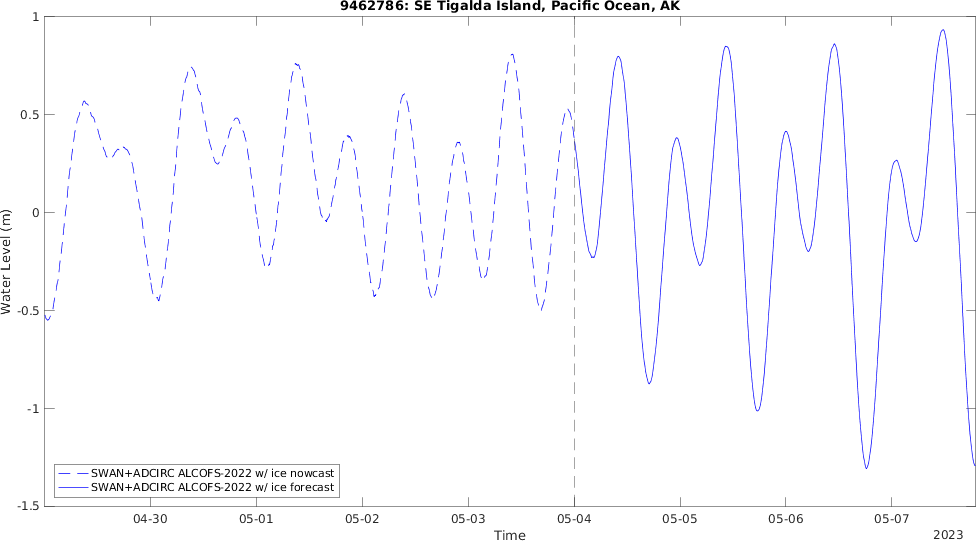 9462786: SE Tigalda Island, Pacific Ocean, AK
1
0.5
0
-0.5
-1
-1.5
Water Level (m)
SWAN+ADCIRC ALCOFS-2022 w/ ice nowcast
SWAN+ADCIRC ALCOFS-2022 w/ ice forecast
04-30 05-01 05-02 05-03 05-04 05-05 05-06 05-07
Time
2023